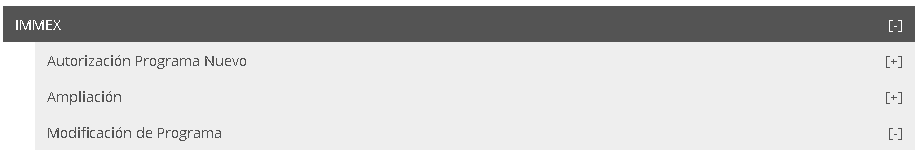 IMMEX [-]
Autorización Programa Nuevo [+]
Ampliación [+]
Modificación de Programa [-]